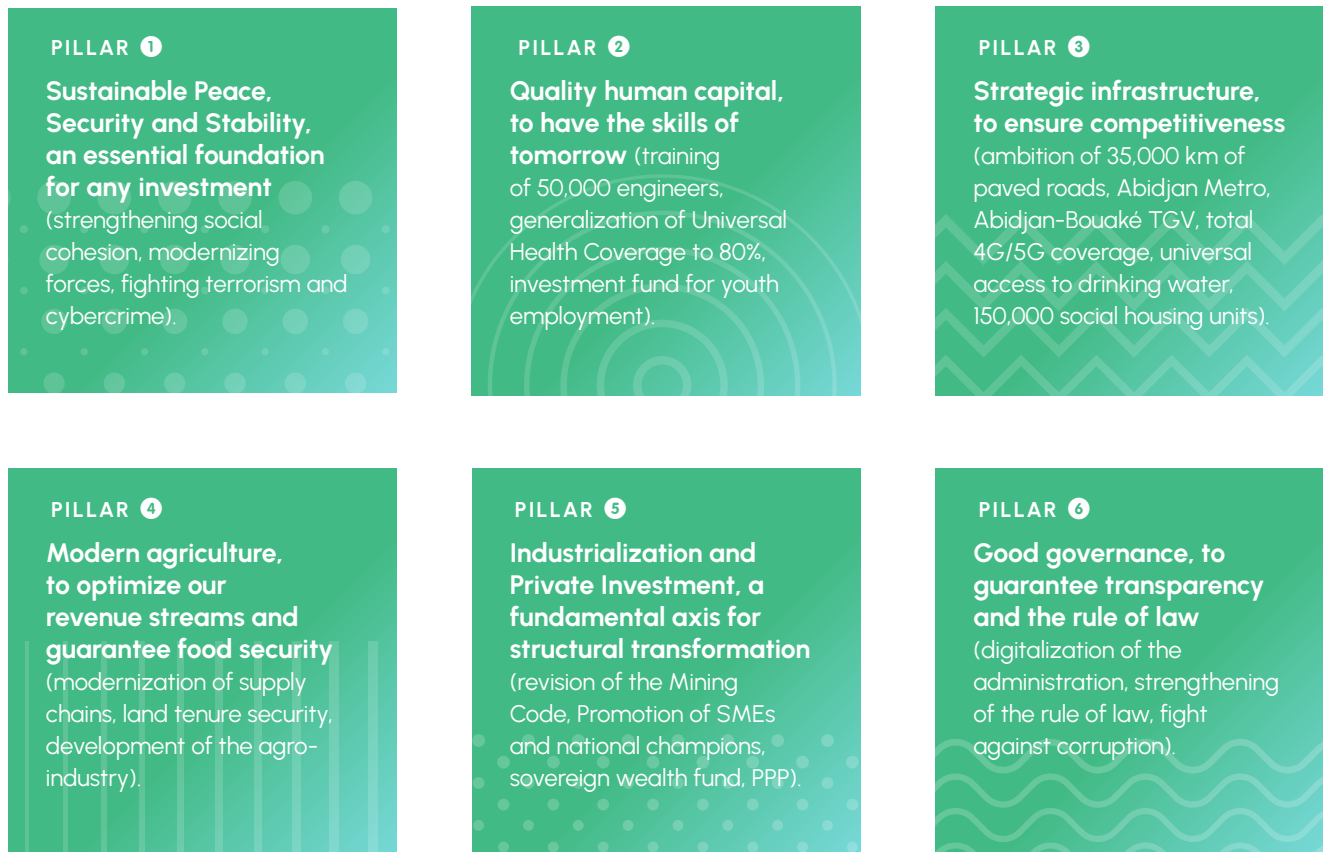 PILLAR 1
Sustainable Peace,
Security and Stability,
an essential foundation
for any investment
(strengthening social
cohesion, modernizing
forces, fighting terrorism and
cybercrime).
PILLAR 2
Quality human capital,
to have the skills of
tomorrow (training
of 50,000 engineers,
generalization of Universal
Health Coverage to 80%,
investment fund for youth
employment).
PILLAR 3
Strategic infrastructure,
to ensure competitiveness
(ambition of 35,000 km of
paved roads, Abidjan Metro,
Abidjan-Bouaké TGV, total
4G/5G coverage, universal
access to drinking water,
150,000 social housing units).
PILLAR 4
Modern agriculture,
to optimize our
revenue streams and
guarantee food security
(modernization of supply
chains, land tenure security,
development of the agro-
industry).
PILLAR 5
Industrialization and
Private Investment, a
fundamental axis for
structural transformation
(revision of the Mining
Code, Promotion of SMEs
and national champions,
sovereign wealth fund, PPP).
PILLAR 6
Good governance, to
guarantee transparency
and the rule of law
(digitalization of the
administration, strengthening
of the rule of law, fight
against corruption).